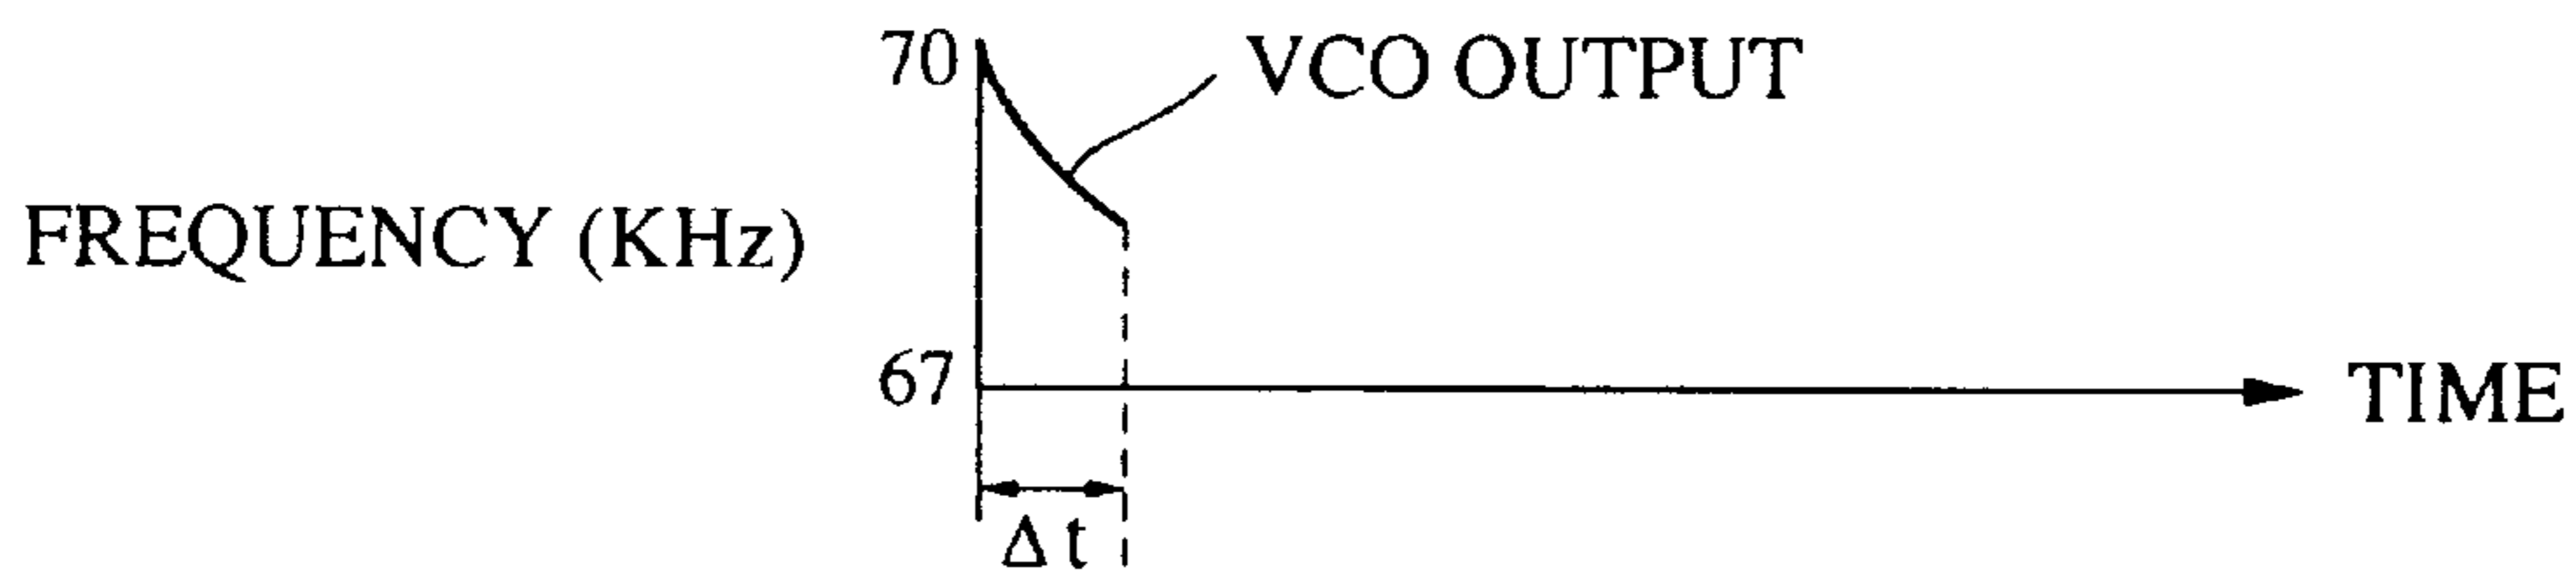 70
VCO OUTPUT
FREQUENCY (KHz)
67
TIME
Δt